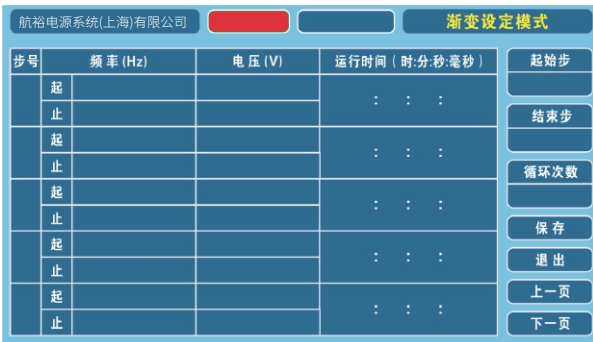 航裕电源系统(上海)有限公司
渐变设定模式
步号 频率(Hz) 电压(V) 运行时间(时:分:秒:毫秒)
起
: : :
止
起
: : :
止
起
: : :
止
起
: : :
止
起
: : :
止
起始步
结束步
循环次数
保存
退出
上一页
下一页